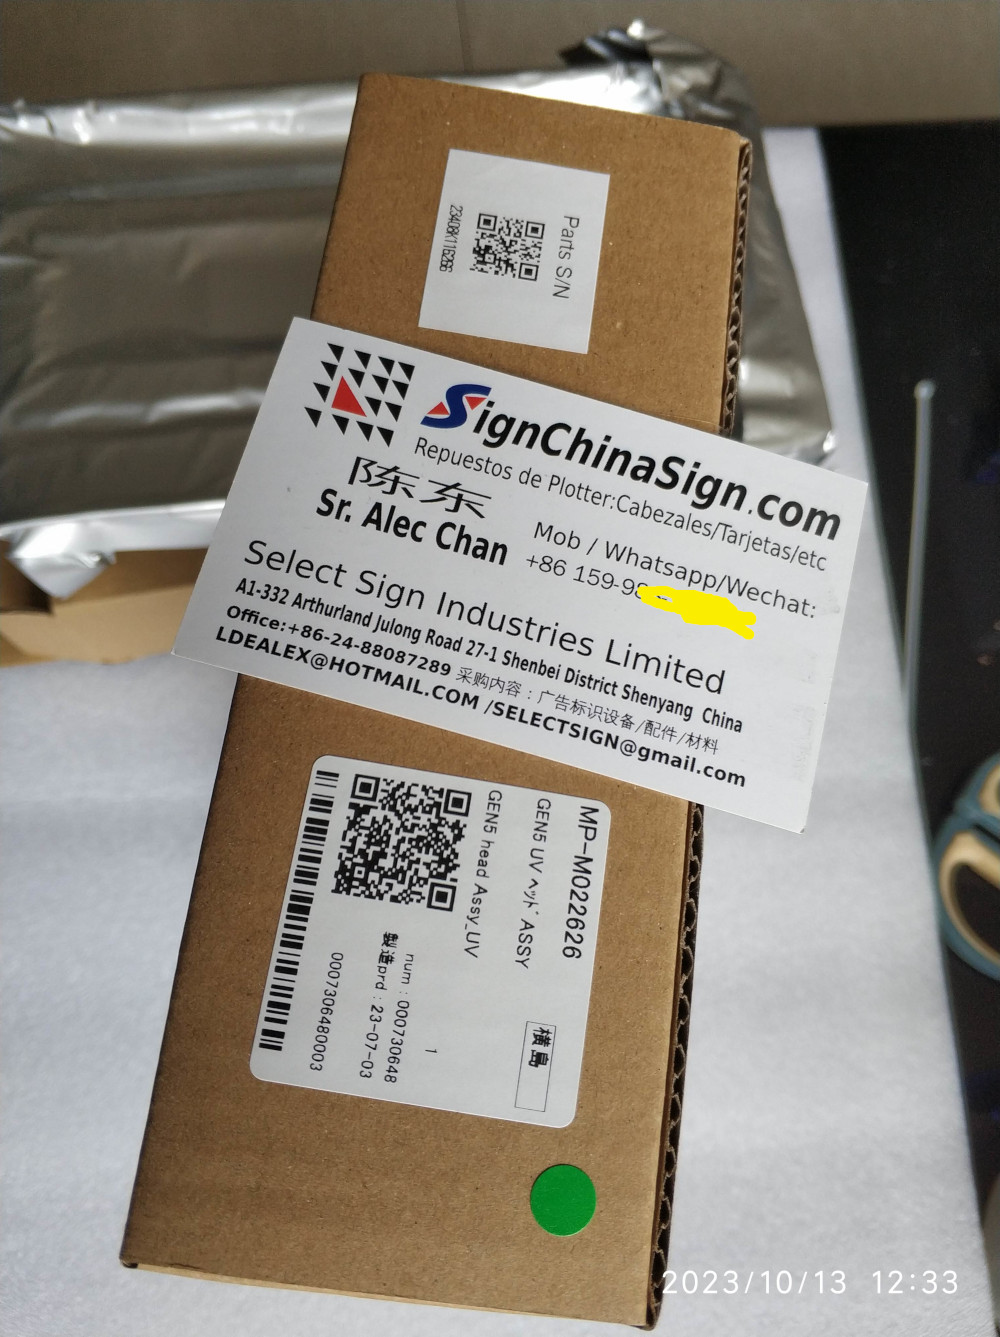 Parts S/N
23408K116266
SignChinaSign.com
Repuestos de Plotter:Cabezales/Tarjetas/etc
陈东
Sr. Alec Chan
Mob / Whatsapp/Wechat:
+86 159-98
Select Sign Industries Limited
A1-332 Arthurland Julong Road 27-1 Shenbei District Shenyang China
Office:+86-24-88087289 采购内容：广告标识设备/配件/材料
LDEALEX@HOTMAIL.COM /SELECTSIGN@gmail.com
MP-M022626
GEN5 UV ヘッド ASSY
横島
GEN5 head Assy_UV
1
num : 000730648
製造prd : 23-07-03
0007306480003
2023/10/13 12:33